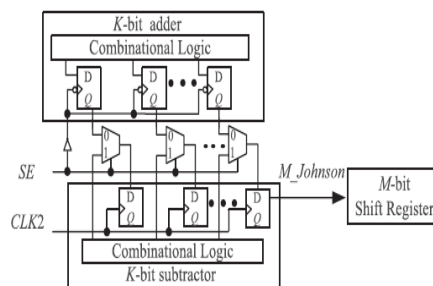 K-bit adder
Combinational Logic
D D D
Q Q Q
0 0 0
1 1 1
SE
M_Johnson
M-bit
Shift Register
D D D
Q Q Q
CLK2
Combinational Logic
K-bit subtractor